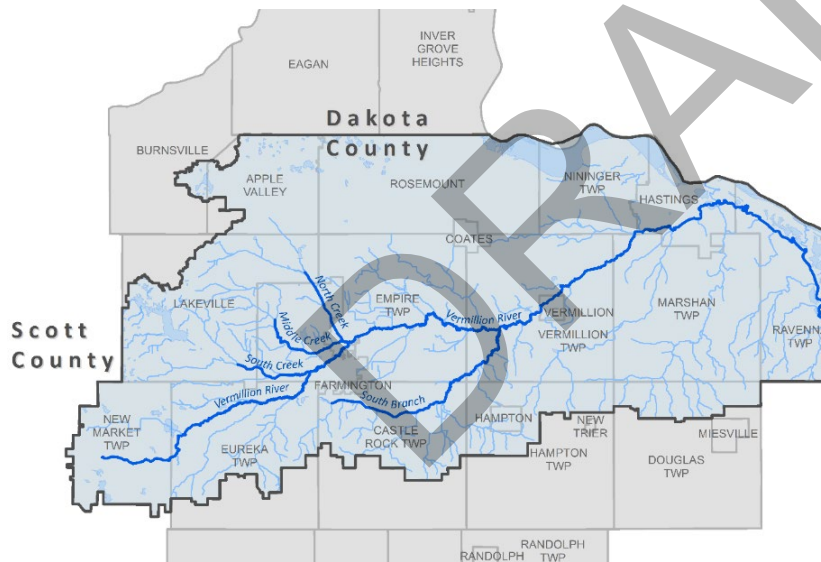 INVER
GROVE
HEIGHTS
EAGAN
Dakota
County
BURNSVILLE
APPLE
VALLEY
ROSEMOUNT
NININGER
TWP
HASTINGS
COATES
LAKEVILLE
North Creek
EMPIRE
TWP
Middle Creek
Vermillion River
VERMILLION
VERMILLION
TWP
MARSHAN
TWP
RAVENNA
TWP
Scott
County
South Creek
Vermillion River
FARMINGTON
South Branch
NEW
MARKET
TWP
EUREKA
TWP
CASTLE
ROCK TWP
HAMPTON
NEW
TRIER
MIESVILLE
HAMPTON
TWP
DOUGLAS
TWP
RANDOLPH
RANDOLPH
TWP
DRA